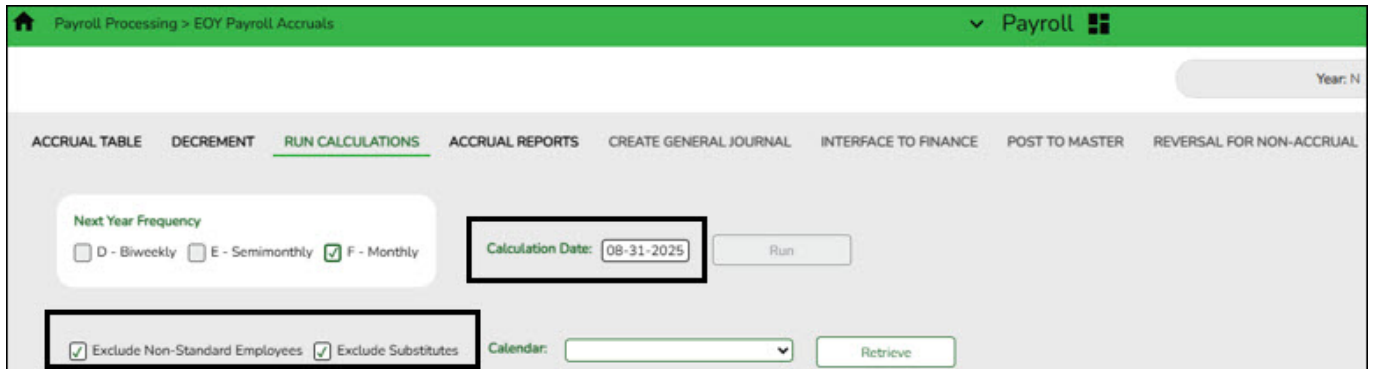 Payroll Processing > EOY Payroll Accruals
Payroll
Year: N
ACCRUAL TABLE DECREMENT RUN CALCULATIONS ACCRUAL REPORTS CREATE GENERAL JOURNAL INTERFACE TO FINANCE POST TO MASTER REVERSAL FOR NON-ACCRUAL
Next Year Frequency
D - Biweekly E - Semimonthly F - Monthly
Calculation Date: 08-31-2025 Run
Exclude Non-Standard Employees Exclude Substitutes Calendar: Retrieve